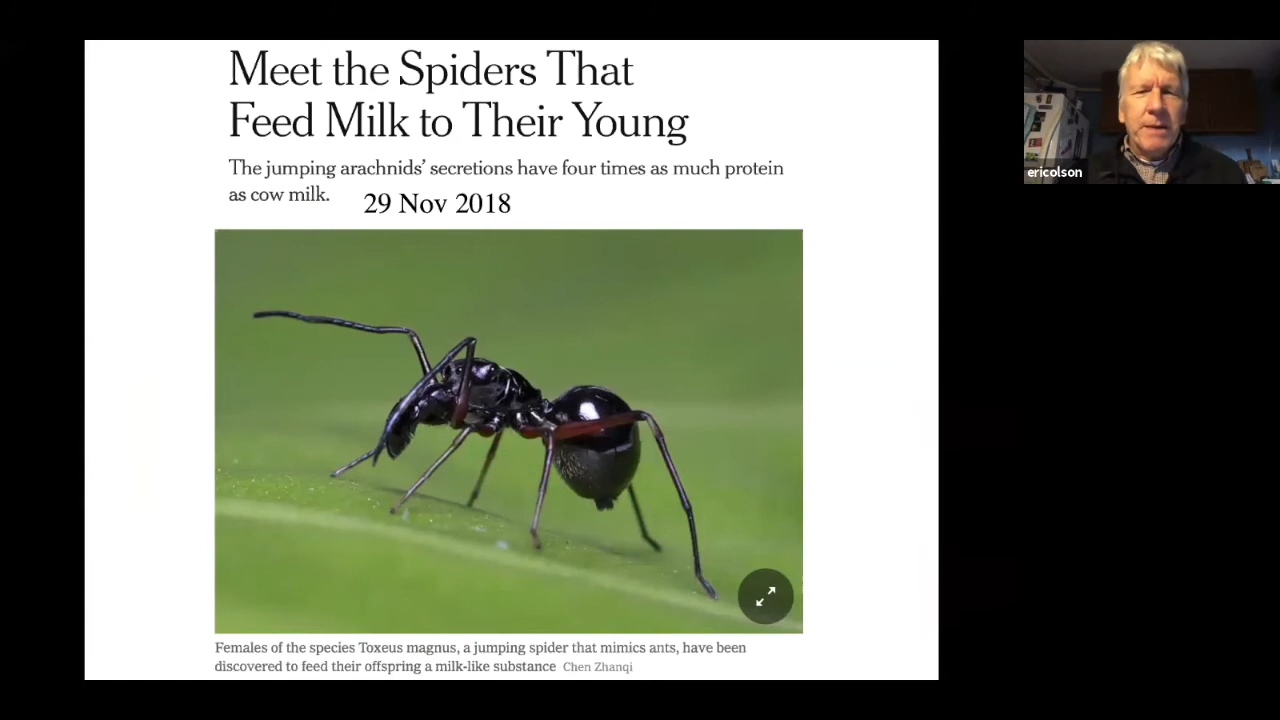 Meet the Spiders That
Feed Milk to Their Young
The jumping arachnids’ secretions have four times as much protein
as cow milk.
29 Nov 2018
Females of the species Toxeus magnus, a jumping spider that mimics ants, have been
discovered to feed their offspring a milk-like substance Chen Zhanqi
ericolson